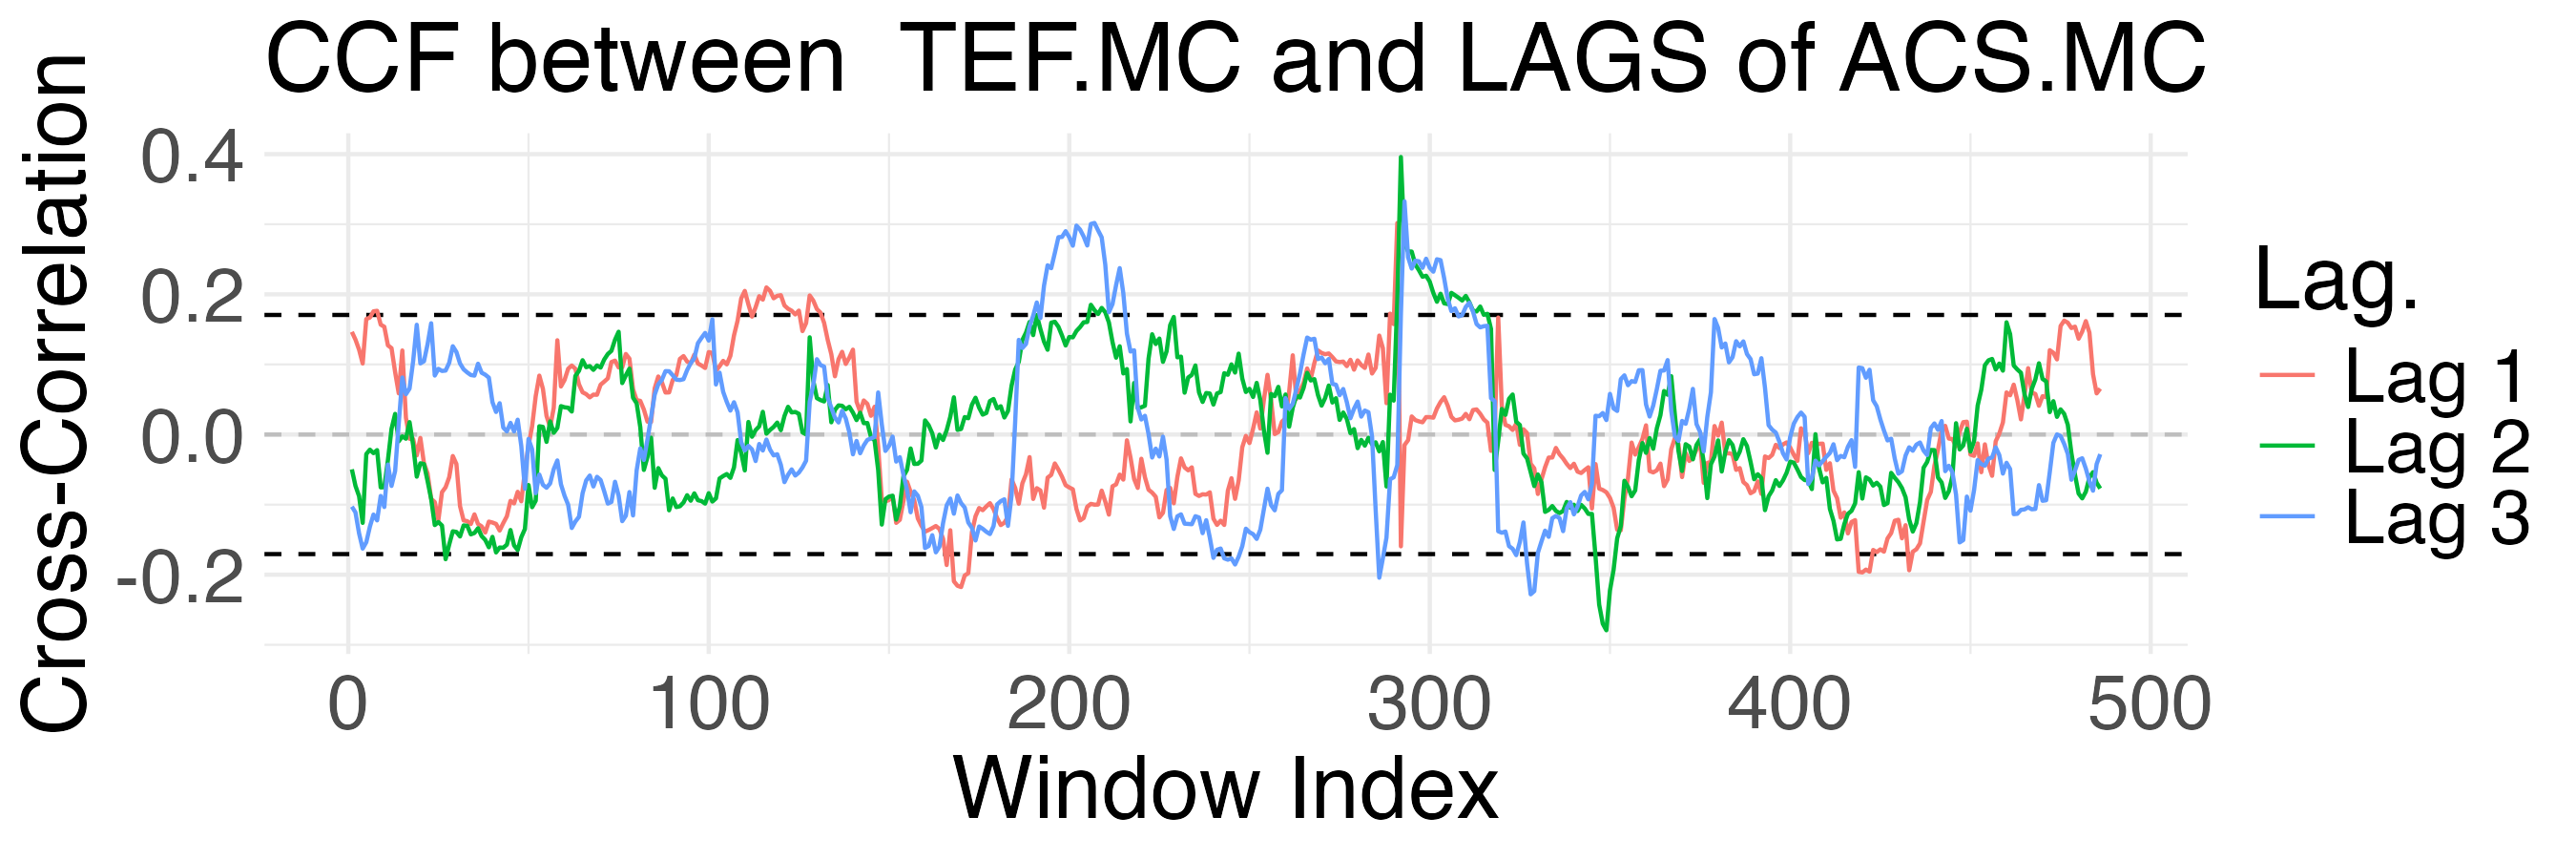 CCF between  TEF.MC and LAGS of ACS.MC
Cross-Correlation
0.4
0.2
0.0
-0.2
0 100 200 300 400 500
Window Index
Lag.
Lag 1
Lag 2
Lag 3